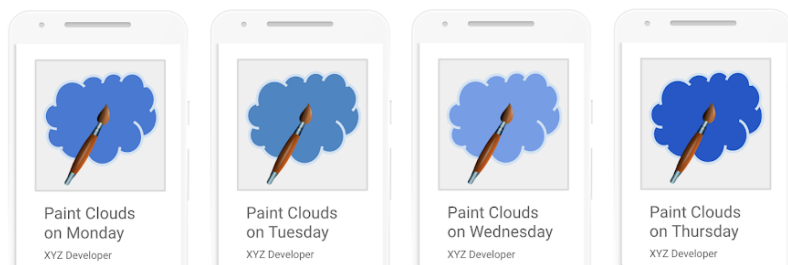 Paint Clouds
on Monday
XYZ Developer
Paint Clouds
on Tuesday
XYZ Developer
Paint Clouds
on Wednesday
XYZ Developer
Paint Clouds
on Thursday
XYZ Developer